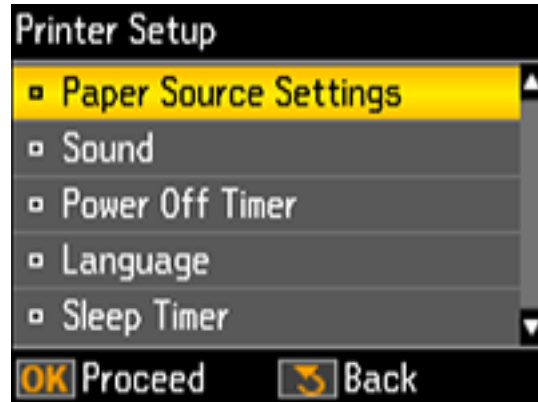 Printer Setup
Paper Source Settings
Sound
Power Off Timer
Language
Sleep Timer
OK Proceed Back